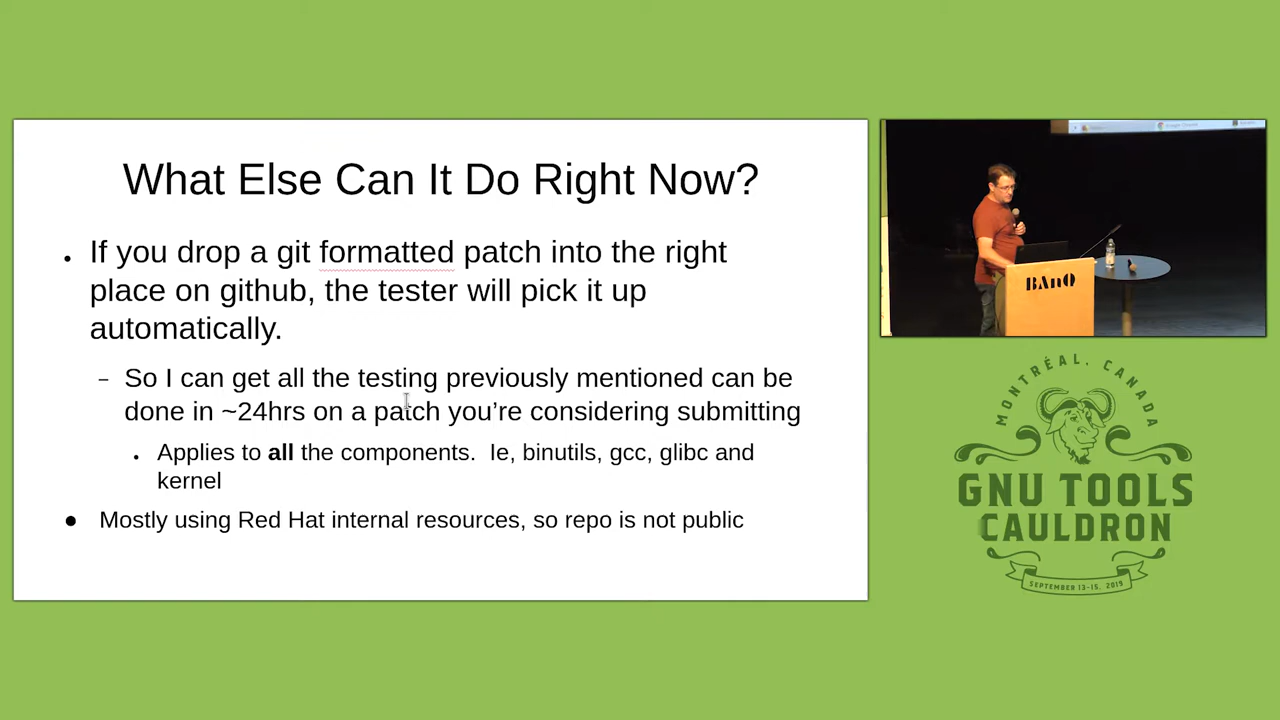 What Else Can It Do Right Now?
• If you drop a git formatted patch into the right
place on github, the tester will pick it up
automatically.
– So I can get all the testing previously mentioned can be
done in ~24hrs on a patch you’re considering submitting
• Applies to all the components.  Ie, binutils, gcc, glibc and
kernel
• Mostly using Red Hat internal resources, so repo is not public
BAnQ
MONTRÉAL, CANADA
GNU TOOLS
CAULDRON
SEPTEMBER 13-15, 2019